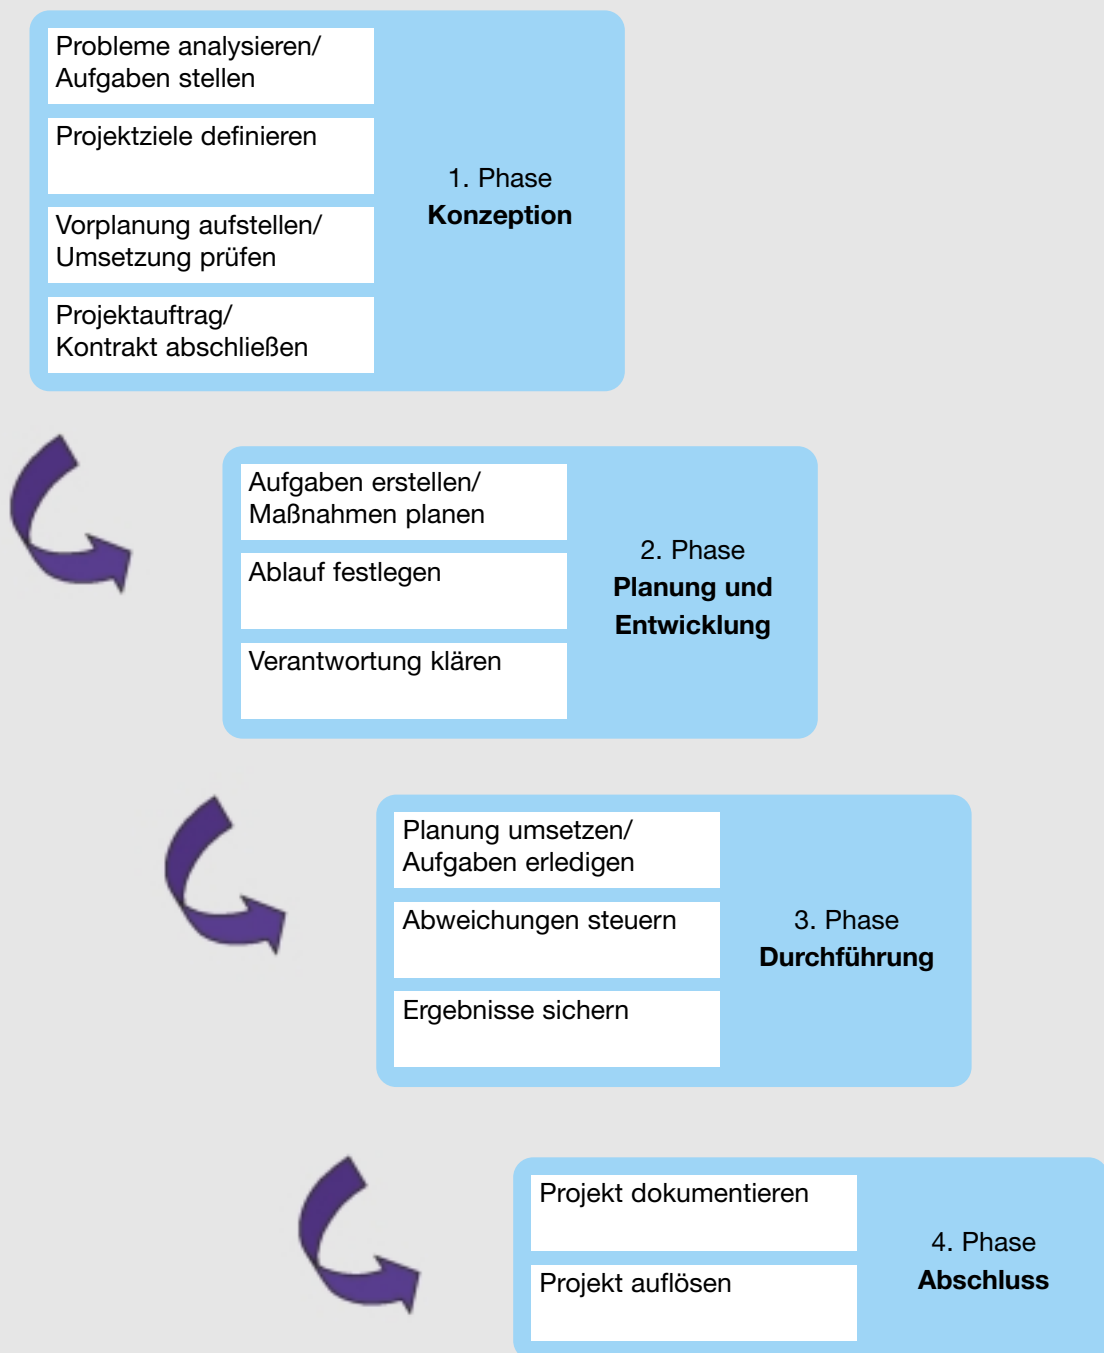 Probleme analysieren/
Aufgaben stellen
Projektziele definieren
Vorplanung aufstellen/
Umsetzung prüfen
Projektauftrag/
Kontrakt abschließen
1. Phase
Konzeption
Aufgaben erstellen/
Maßnahmen planen
Ablauf festlegen
Verantwortung klären
2. Phase
Planung und
Entwicklung
Planung umsetzen/
Aufgaben erledigen
Abweichungen steuern
Ergebnisse sichern
3. Phase
Durchführung
Projekt dokumentieren
Projekt auflösen
4. Phase
Abschluss